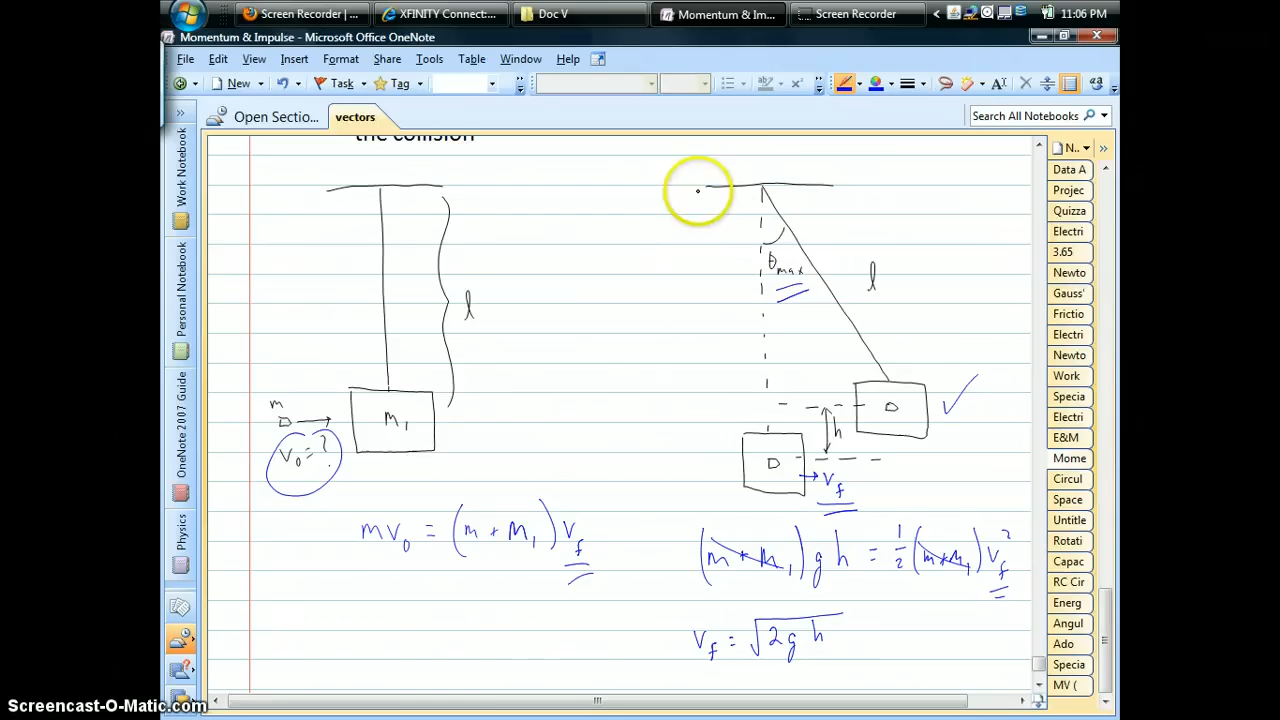 Screen Recorder | ...
XFINITY Connect:...
Doc V
Momentum & Im...
Screen Recorder
11:06 PM
Momentum & Impulse - Microsoft Office OneNote
File Edit View Insert Format Share Tools Table Window Help
New Task Tag
Open Sectio... vectors
Search All Notebooks
the collision
N..
Work Notebook
Personal Notebook
OneNote 2007 Guide
Physics
Data A
Projec
Quizza
Electri
3.65
Newto
Gauss'
Frictio
Electri
Newto
Work
Specia
Electri
E&M
Mome
Circul
Space
Untitle
Rotati
Capac
RC Cir
Energ
Angul
Ado
Specia
MV (
l
θmax
l
m
M₁
v₀ = ?
h
vf
mv₀ = (m + M₁) vf
(m + M₁) g h = 1/2 (m + M₁) vf²
vf = √2gh
Screencast-O-Matic.com